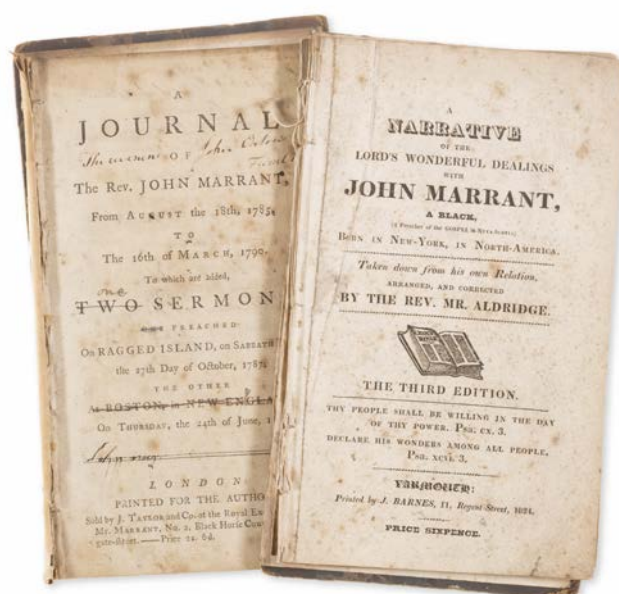 A
JOURNAL
OF
The Rev. JOHN MARRANT,
From AUGUST the 18th, 1785,
TO
The 16th of MARCH, 1790.
To which are added,
one
TWO SERMON
PREACHED
On RAGGED ISLAND, on SABBATH
the 27th Day of October, 1787;
THE OTHER
At BOSTON, in NEW ENGLA
On THURSDAY, the 24th of June, 1
LONDON
PRINTED FOR THE AUTHO
Sold by J. TAYLOR and Co. at the Royal Ex
Mr. MARRANT, No. 2. Black Horse Cou
gate-street.—Price 2s. 6d.
A
NARRATIVE
OF THE
LORD'S WONDERFUL DEALINGS
WITH
JOHN MARRANT,
A BLACK,
(A Preacher of the GOSPEL in NOVA-SCOTIA)
BORN IN NEW-YORK, IN NORTH-AMERICA.
Taken down from his own Relation,
ARRANGED, AND CORRECTED
BY THE REV. MR. ALDRIDGE.
THE THIRD EDITION.
THY PEOPLE SHALL BE WILLING IN THE DAY
OF THY POWER. PSA. CX. 3.
DECLARE HIS WONDERS AMONG ALL PEOPLE,
PSA. XCVI. 3.
YARMOUTH:
Printed by J. BARNES, 11, Regent-Street, 1824.
PRICE SIXPENCE.